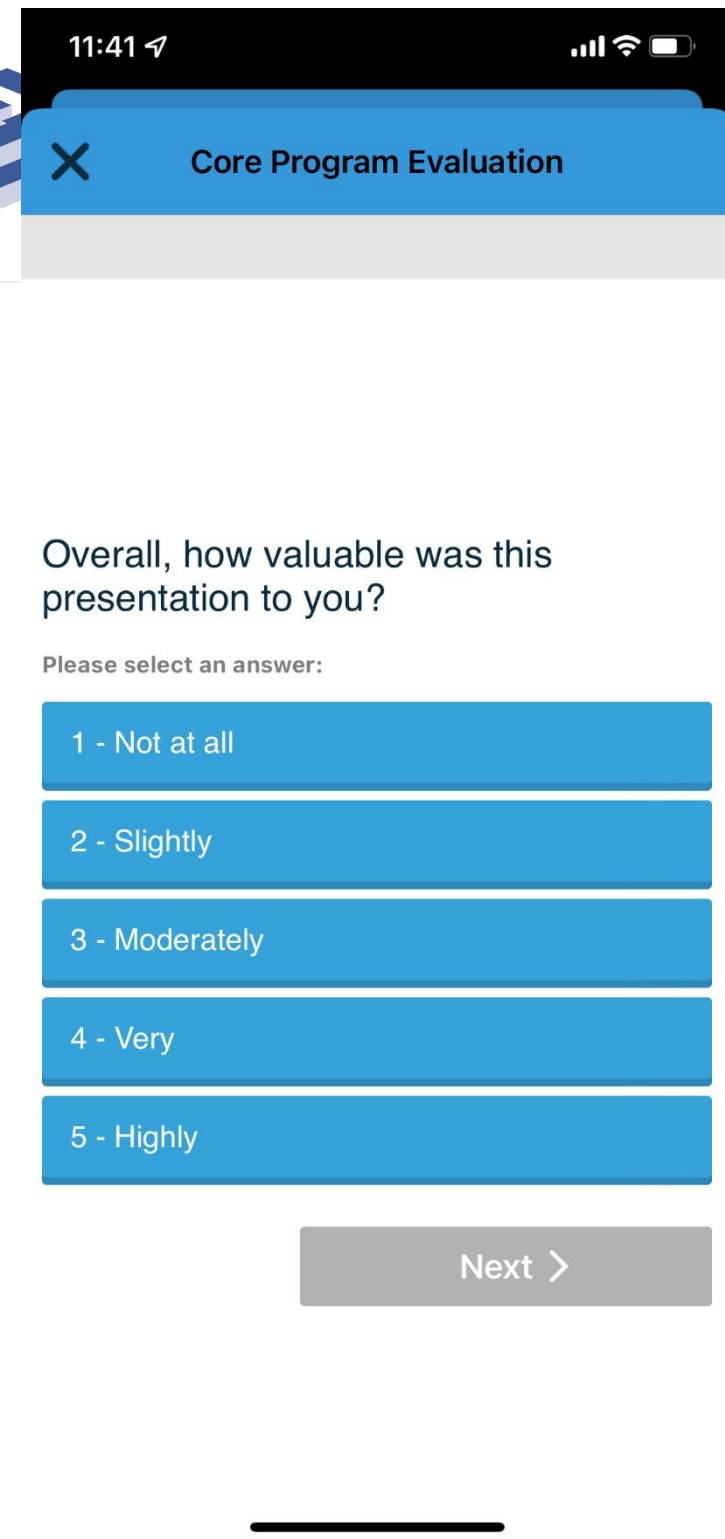 11:41
Core Program Evaluation
Overall, how valuable was this
presentation to you?
Please select an answer:
1 - Not at all
2 - Slightly
3 - Moderately
4 - Very
5 - Highly
Next